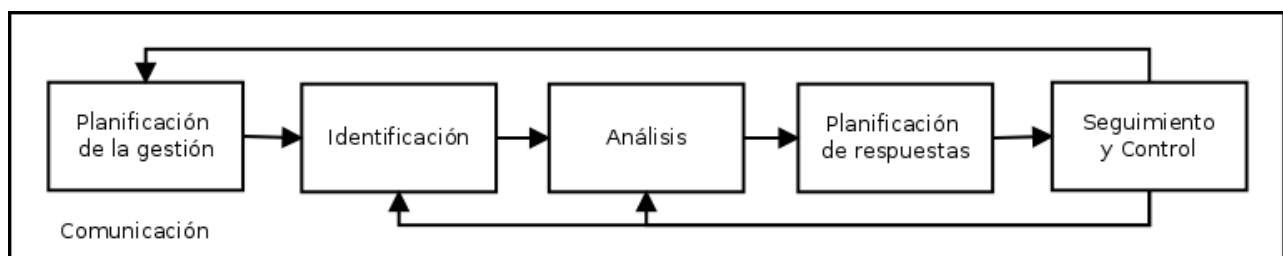 Planificación
de la gestión
Identificación
Análisis
Planificación
de respuestas
Seguimiento
y Control
Comunicación